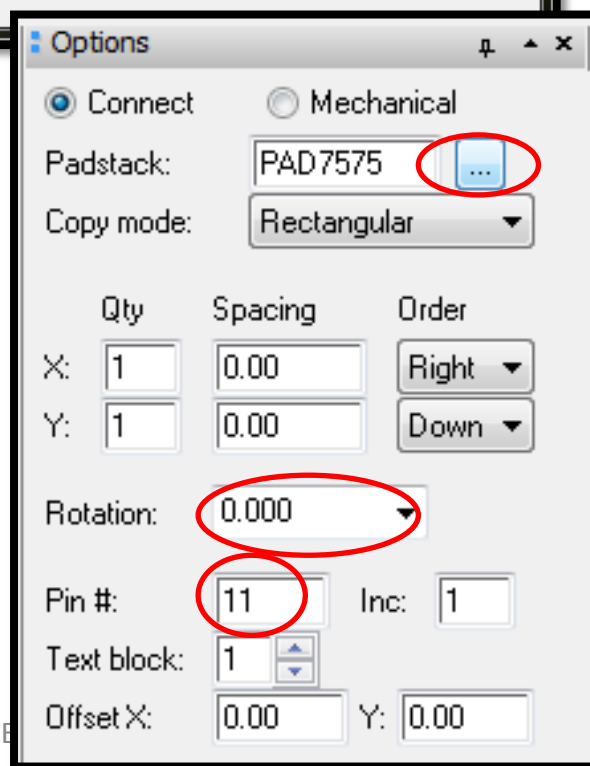 Options
Connect Mechanical
Padstack: PAD7575 ...
Copy mode: Rectangular
Qty Spacing Order
X: 1 0.00 Right
Y: 1 0.00 Down
Rotation: 0.000
Pin #: 11 Inc: 1
Text block: 1
Offset X: 0.00 Y: 0.00